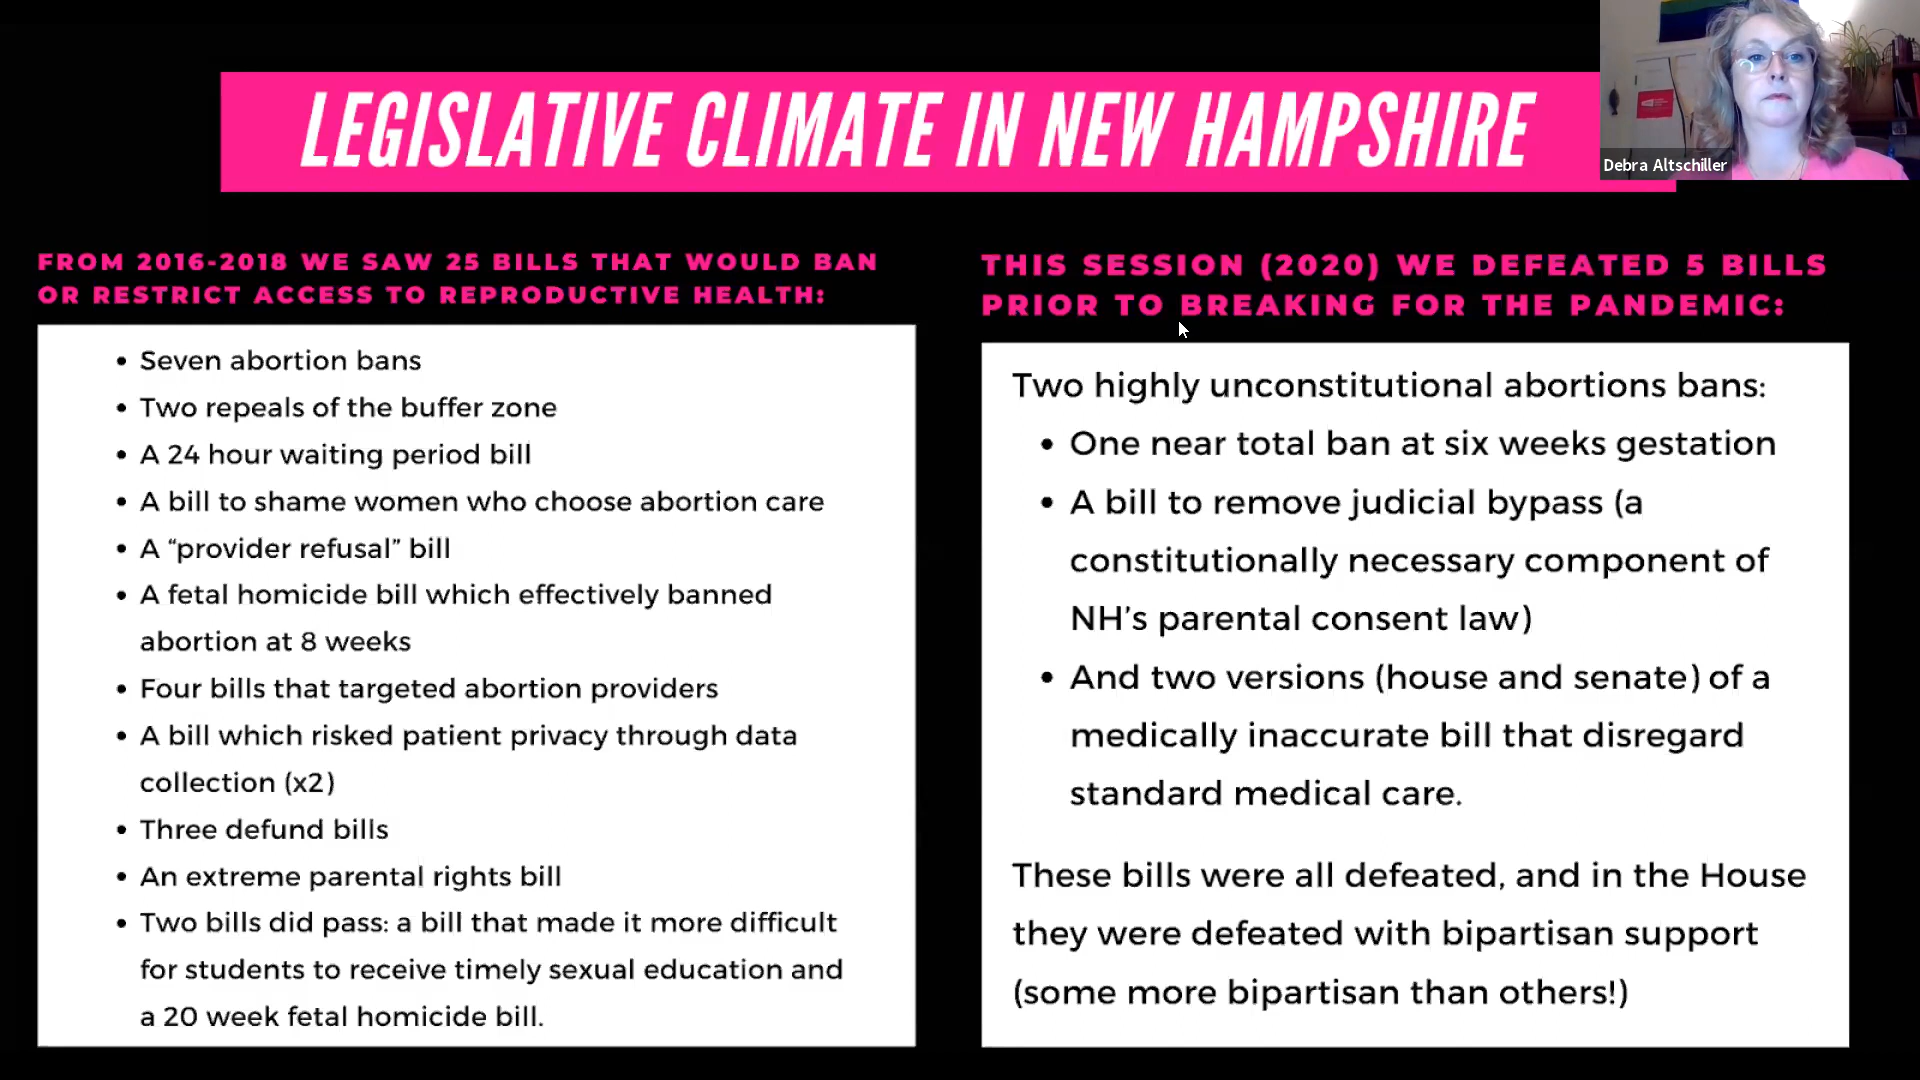 LEGISLATIVE CLIMATE IN NEW HAMPSHIRE
Debra Altschiller
FROM 2016-2018 WE SAW 25 BILLS THAT WOULD BAN
OR RESTRICT ACCESS TO REPRODUCTIVE HEALTH:
• Seven abortion bans
• Two repeals of the buffer zone
• A 24 hour waiting period bill
• A bill to shame women who choose abortion care
• A “provider refusal” bill
• A fetal homicide bill which effectively banned
abortion at 8 weeks
• Four bills that targeted abortion providers
• A bill which risked patient privacy through data
collection (x2)
• Three defund bills
• An extreme parental rights bill
• Two bills did pass: a bill that made it more difficult
for students to receive timely sexual education and
a 20 week fetal homicide bill.
THIS SESSION (2020) WE DEFEATED 5 BILLS
PRIOR TO BREAKING FOR THE PANDEMIC:
Two highly unconstitutional abortions bans:
• One near total ban at six weeks gestation
• A bill to remove judicial bypass (a
constitutionally necessary component of
NH’s parental consent law)
• And two versions (house and senate) of a
medically inaccurate bill that disregard
standard medical care.
These bills were all defeated, and in the House
they were defeated with bipartisan support
(some more bipartisan than others!)